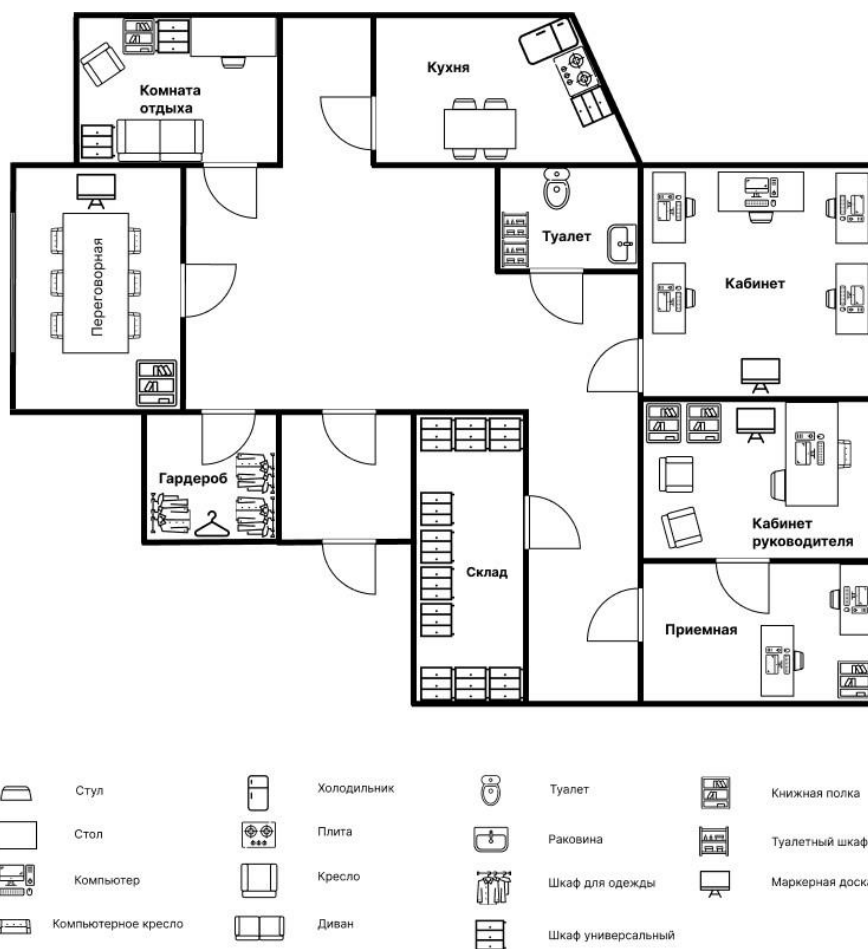 Комната
отдыха
Кухня
Переговорная
Туалет
Кабинет
Гардероб
Склад
Кабинет
руководителя
Приемная
Стул
Холодильник
Туалет
Книжная полка
Стол
Плита
Раковина
Туалетный шкаф
Компьютер
Кресло
Шкаф для одежды
Маркерная доска
Компьютерное кресло
Диван
Шкаф универсальный